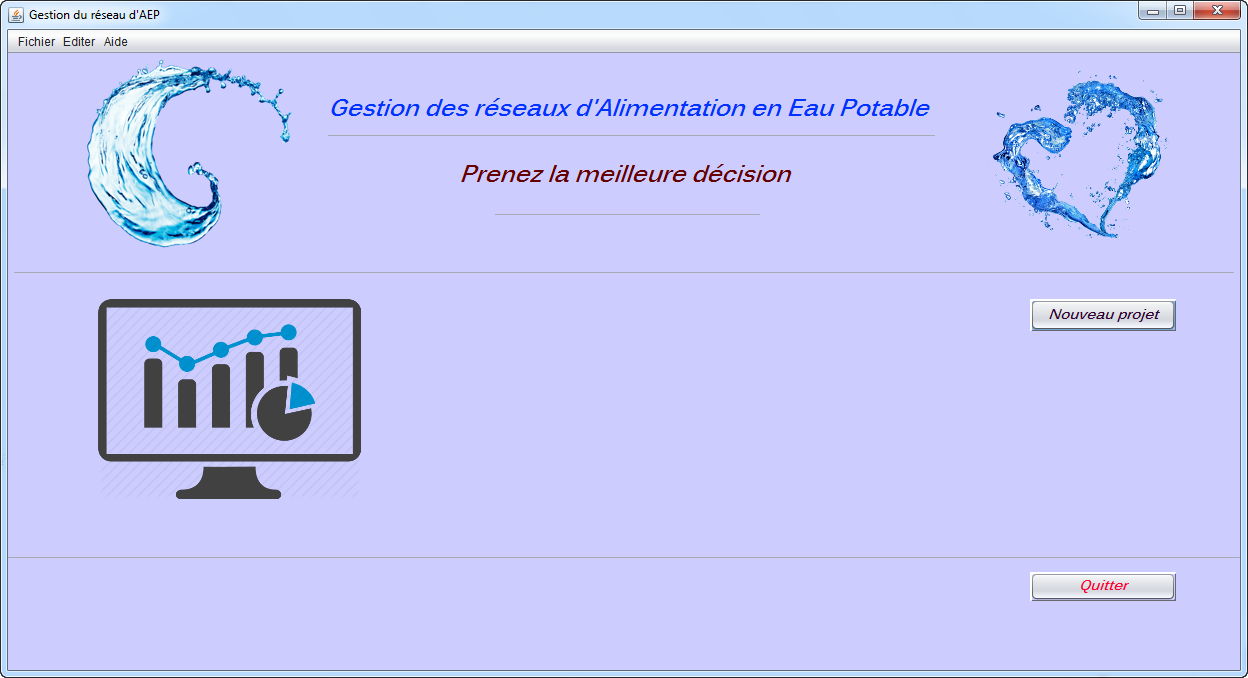 Gestion du réseau d'AEP
Fichier Editer Aide
Gestion des réseaux d'Alimentation en Eau Potable
Prenez la meilleure décision
Nouveau projet
Quitter